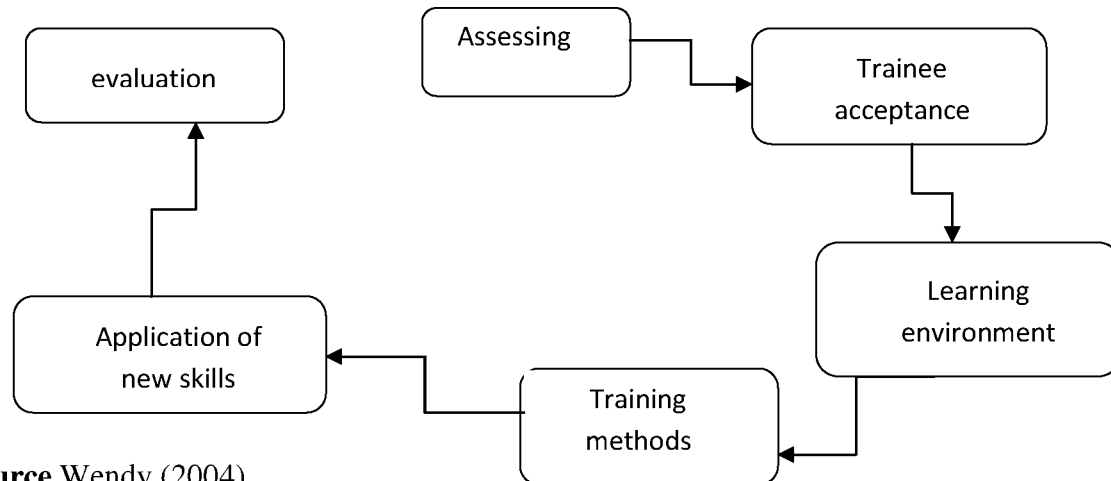 Assessing
Trainee
acceptance
Learning
environment
Training
methods
Application of
new skills
evaluation
Wendy (2004)